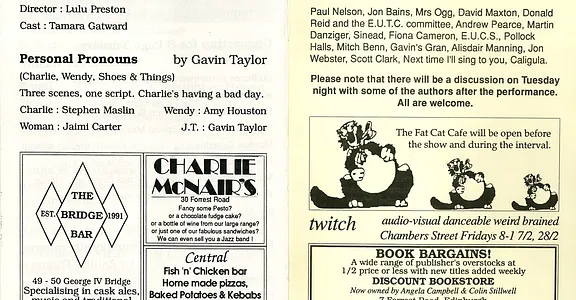 Director : Lulu Preston
Cast : Tamara Gatward
Personal Pronouns by Gavin Taylor
(Charlie, Wendy, Shoes & Things)
Three scenes, one script. Charlie's having a bad day.
Charlie : Stephen Maslin Wendy : Amy Houston
Woman : Jaimi Carter J.T. : Gavin Taylor
THE
EST. BRIDGE 1991
BAR
49 - 50 George IV Bridge
CHARLIE
McNAIR'S
30 Forrest Road
Fancy some Pesto?
or a chocolate fudge cake?
or a bottle of wine from our large range?
or just one of our fabulous sandwiches?
We can even sell you a Jazz band !
Specialising in cask ales,
music and traditional
Central
Fish 'n' Chicken bar
Home made pizzas,
Baked Potatoes & Kebabs
Paul Nelson, Jon Bains, Mrs Ogg, David Maxton, Donald
Reid and the E.U.T.C. committee, Andrew Pearce, Martin
Danziger, Sinead, Fiona Cameron, E.U.C.S., Pollock
Halls, Mitch Benn, Gavin's Gran, Alisdair Manning, Jon
Webster, Scott Clark, Next time I'll sing to you, Caligula.
Please note that there will be a discussion on Tuesday
night with some of the authors after the performance.
All are welcome.
The Fat Cat Cafe will be open before
the show and during the interval.
twitch audio-visual danceable weird brained
Chambers Street Fridays 8-1 7/2, 28/2
BOOK BARGAINS!
A wide range of publisher's overstocks at
1/2 price or less with new titles added weekly
DISCOUNT BOOKSTORE
Now owned by Angela Campbell & Colin Stillwell
7 Forrest Road, Edinburgh